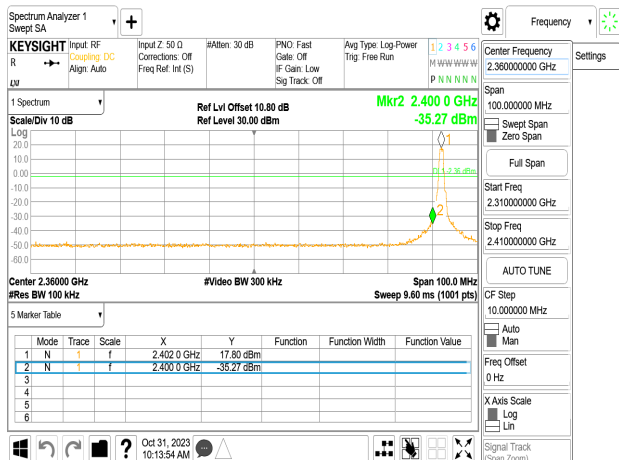 Spectrum Analyzer 1
Swept SA
Frequency
KEYSIGHT
R
Input: RF
Coupling: DC
Align: Auto
Input Z: 50 Ω
Corrections: Off
Freq Ref: Int (S)
#Atten: 30 dB
PNO: Fast
Gate: Off
IF Gain: Low
Sig Track: Off
Avg Type: Log-Power
Trig: Free Run
1 2 3 4 5 6
M W W W W W
P N N N N N
Center Frequency
2.360000000 GHz
Settings
Span
100.000000 MHz
Swept Span
Zero Span
Full Span
Start Freq
2.310000000 GHz
Stop Freq
2.410000000 GHz
AUTO TUNE
CF Step
10.000000 MHz
Auto
Man
Freq Offset
0 Hz
X Axis Scale
Log
Lin
Signal Track
(Span Zoom)
1 Spectrum
Scale/Div 10 dB
Ref Lvl Offset 10.80 dB
Ref Level 30.00 dBm
Mkr2 2.400 0 GHz
-35.27 dBm
Log
20.0
10.0
0.00
-10.0
-20.0
-30.0
-40.0
-50.0
-60.0
1
2
DL1 -2.36 dBm
Center 2.36000 GHz
#Video BW 300 kHz
Span 100.0 MHz
#Res BW 100 kHz
Sweep 9.60 ms (1001 pts)
5 Marker Table
Mode Trace Scale X Y Function Function Width Function Value
1 N 1 f 2.402 0 GHz 17.80 dBm
2 N 1 f 2.400 0 GHz -35.27 dBm
3
4
5
6
?
Oct 31, 2023
10:13:54 AM